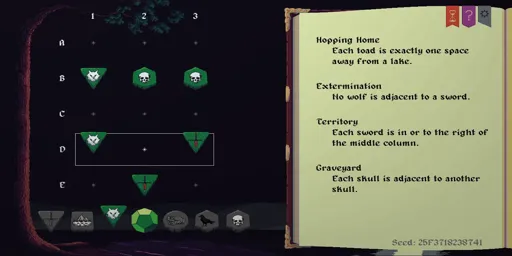 1 2 3
A
B
C
D
E
Hopping Home
Each toad is exactly one space
away from a lake.
Extermination
No wolf is adjacent to a sword.
Territory
Each sword is in or to the right of
the middle column.
Graveyard
Each skull is adjacent to another
skull.
Seed: 25F3718238741